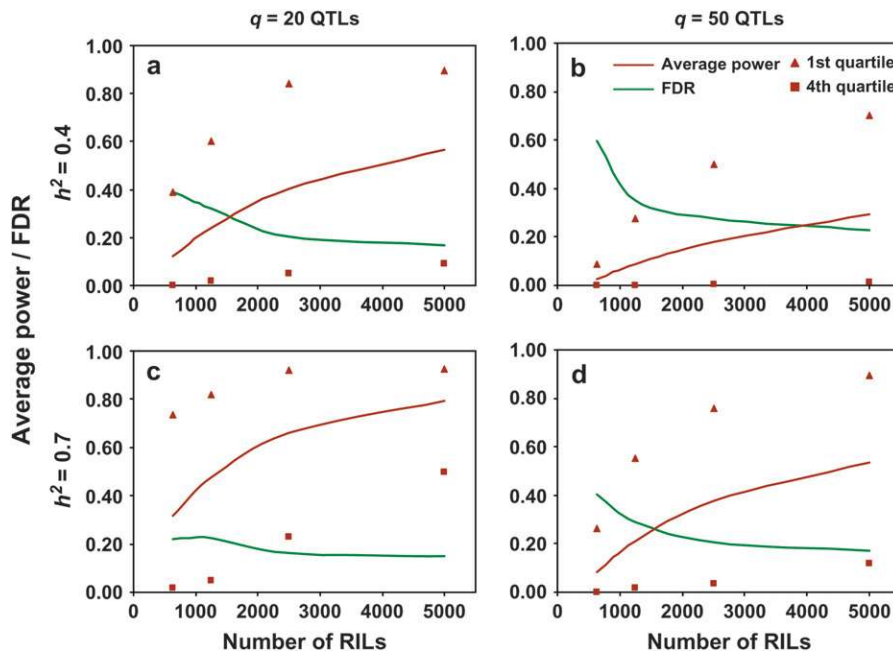 q = 20 QTLs
q = 50 QTLs
Average power / FDR
h² = 0.4
a
1.00
0.80
0.60
0.40
0.20
0.00
0 1000 2000 3000 4000 5000
b
Average power
FDR
1st quartile
4th quartile
1.00
0.80
0.60
0.40
0.20
0.00
0 1000 2000 3000 4000 5000
h² = 0.7
c
1.00
0.80
0.60
0.40
0.20
0.00
0 1000 2000 3000 4000 5000
Number of RILs
d
1.00
0.80
0.60
0.40
0.20
0.00
0 1000 2000 3000 4000 5000
Number of RILs